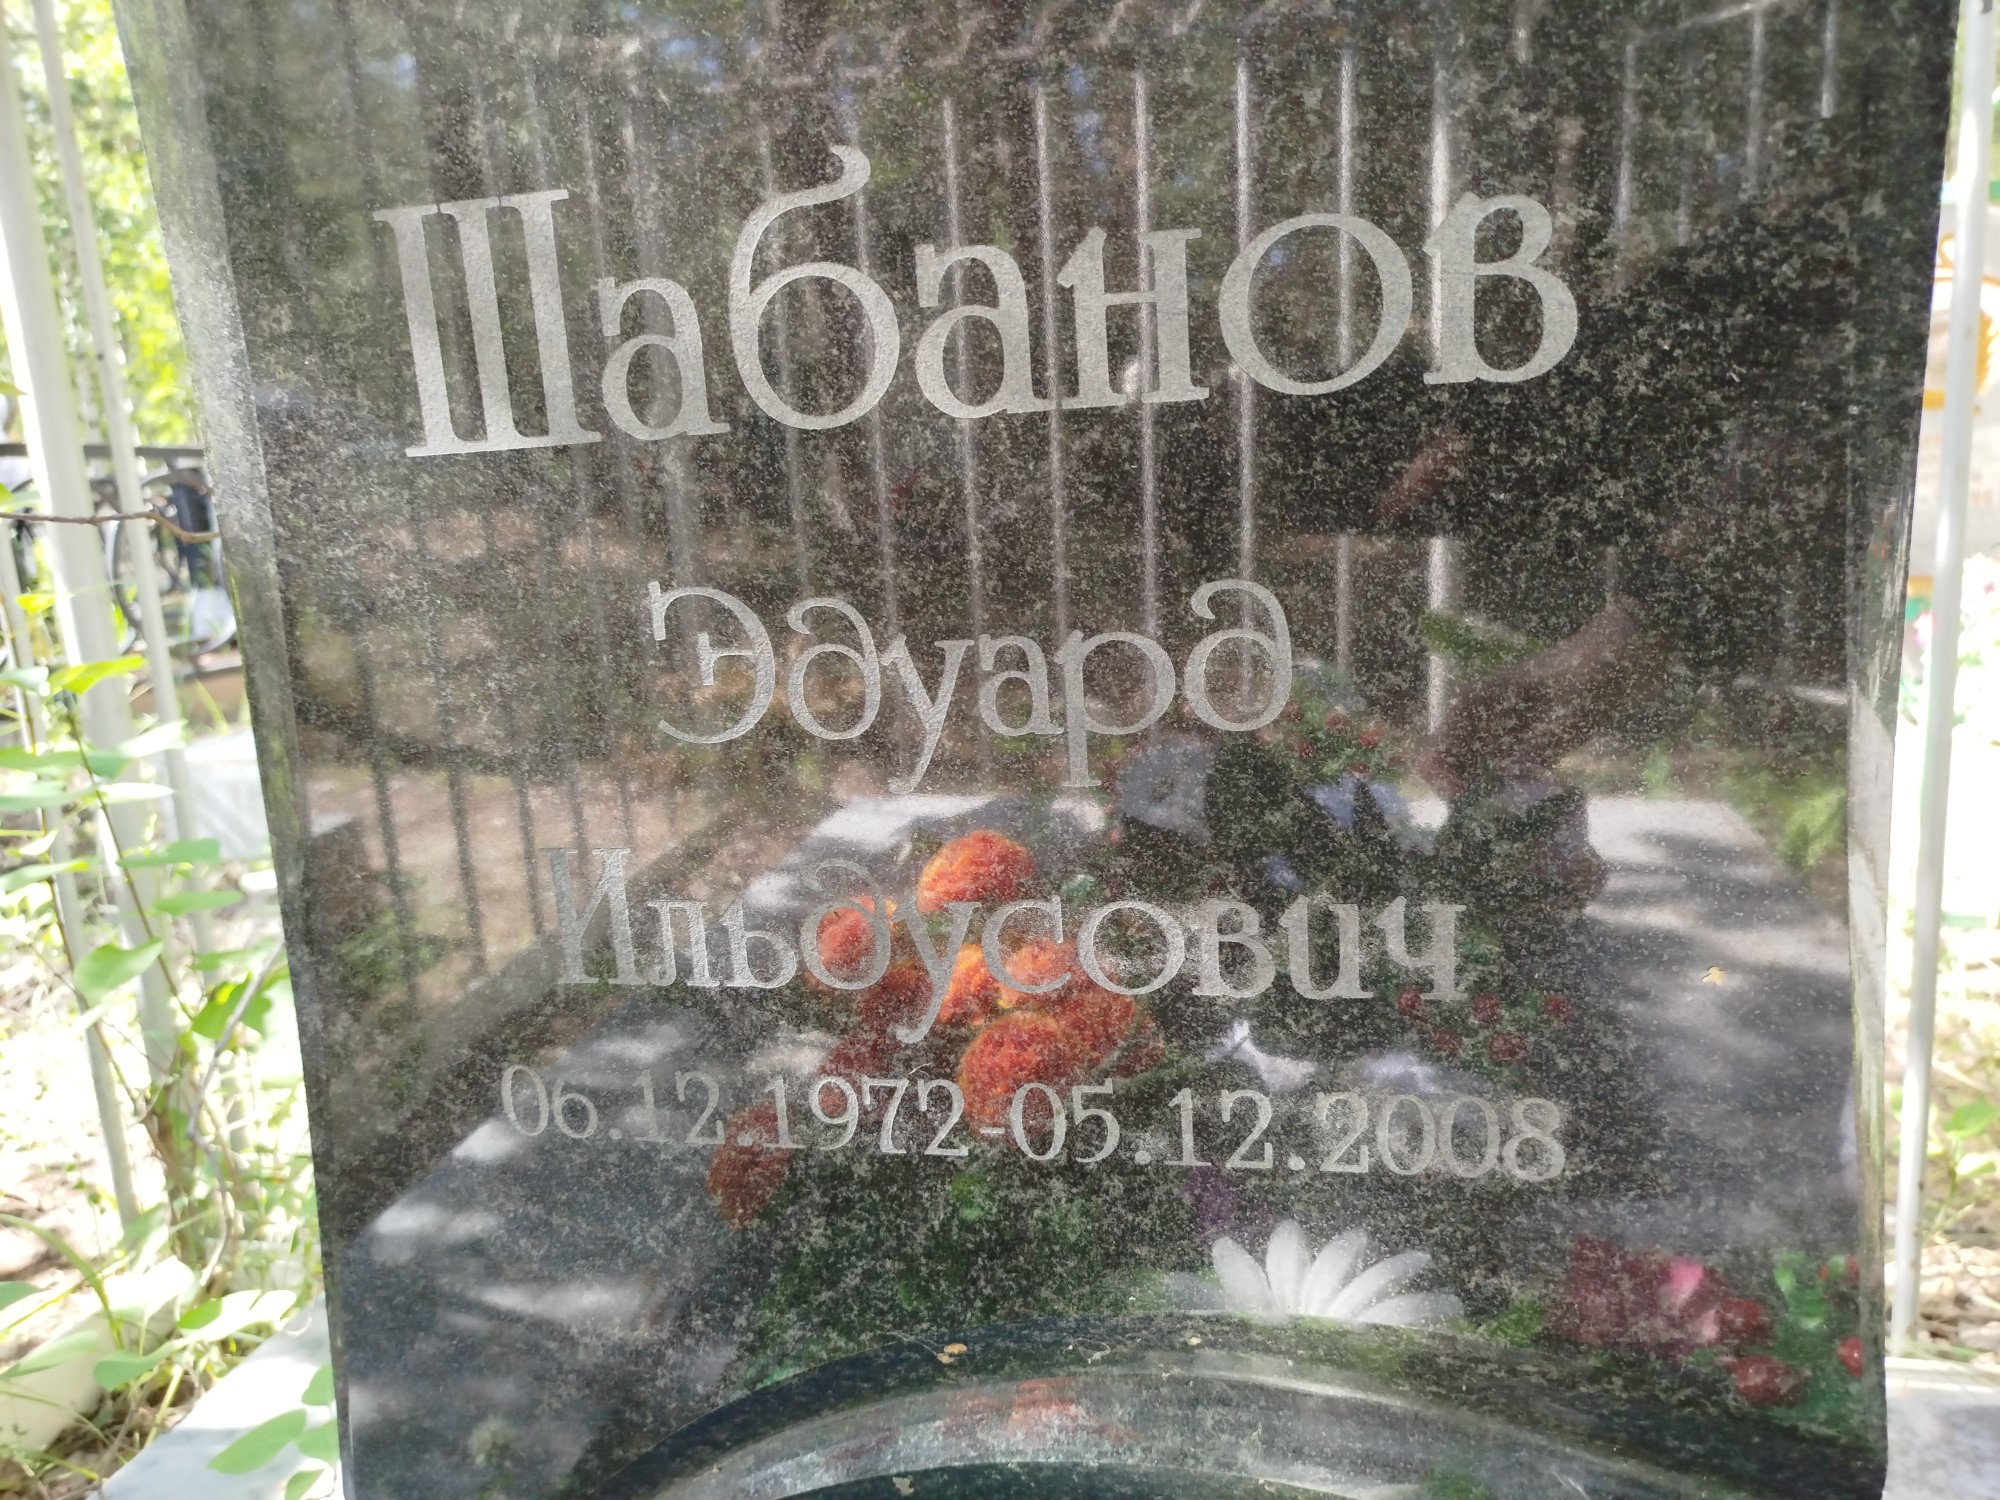 Шабанов
Эдуард
Ильдусович
06.12.1972-05.12.2008